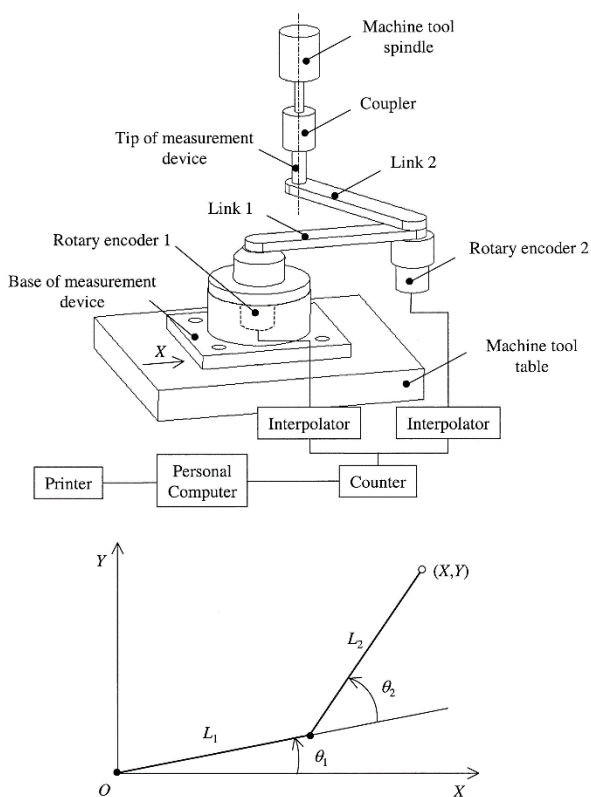 Machine tool
spindle
Coupler
Tip of measurement
device
Link 2
Link 1
Rotary encoder 1
Rotary encoder 2
Base of measurement
device
X
Machine tool
table
Interpolator
Interpolator
Printer
Personal
Computer
Counter
Y
(X,Y)
L₂
θ₂
L₁
θ₁
O
X